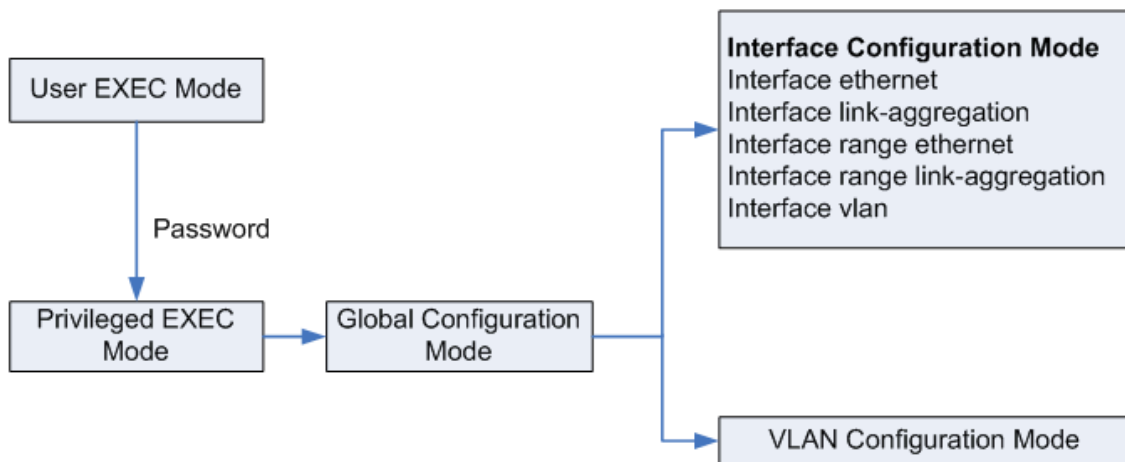 User EXEC Mode
Password
Privileged EXEC
Mode
Global Configuration
Mode
Interface Configuration Mode
Interface ethernet
Interface link-aggregation
Interface range ethernet
Interface range link-aggregation
Interface vlan
VLAN Configuration Mode